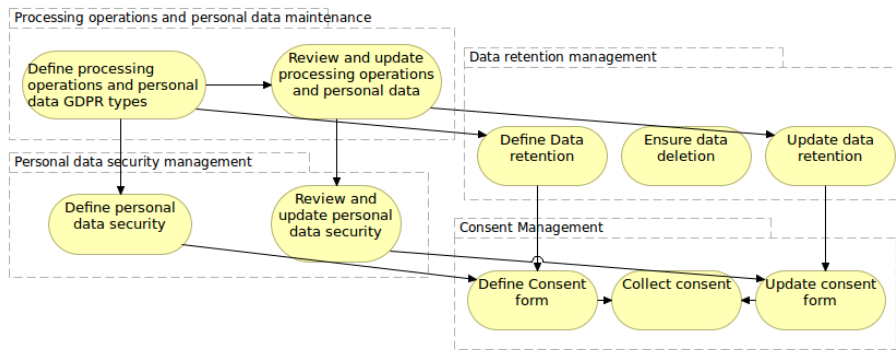 Processing operations and personal data maintenance
Define processing
operations and personal
data GDPR types
Review and update
processing operations
and personal data
Data retention management
Define Data
retention
Ensure data
deletion
Update data
retention
Personal data security management
Define personal
data security
Review and
update personal
data security
Consent Management
Define Consent
form
Collect consent
Update consent
form